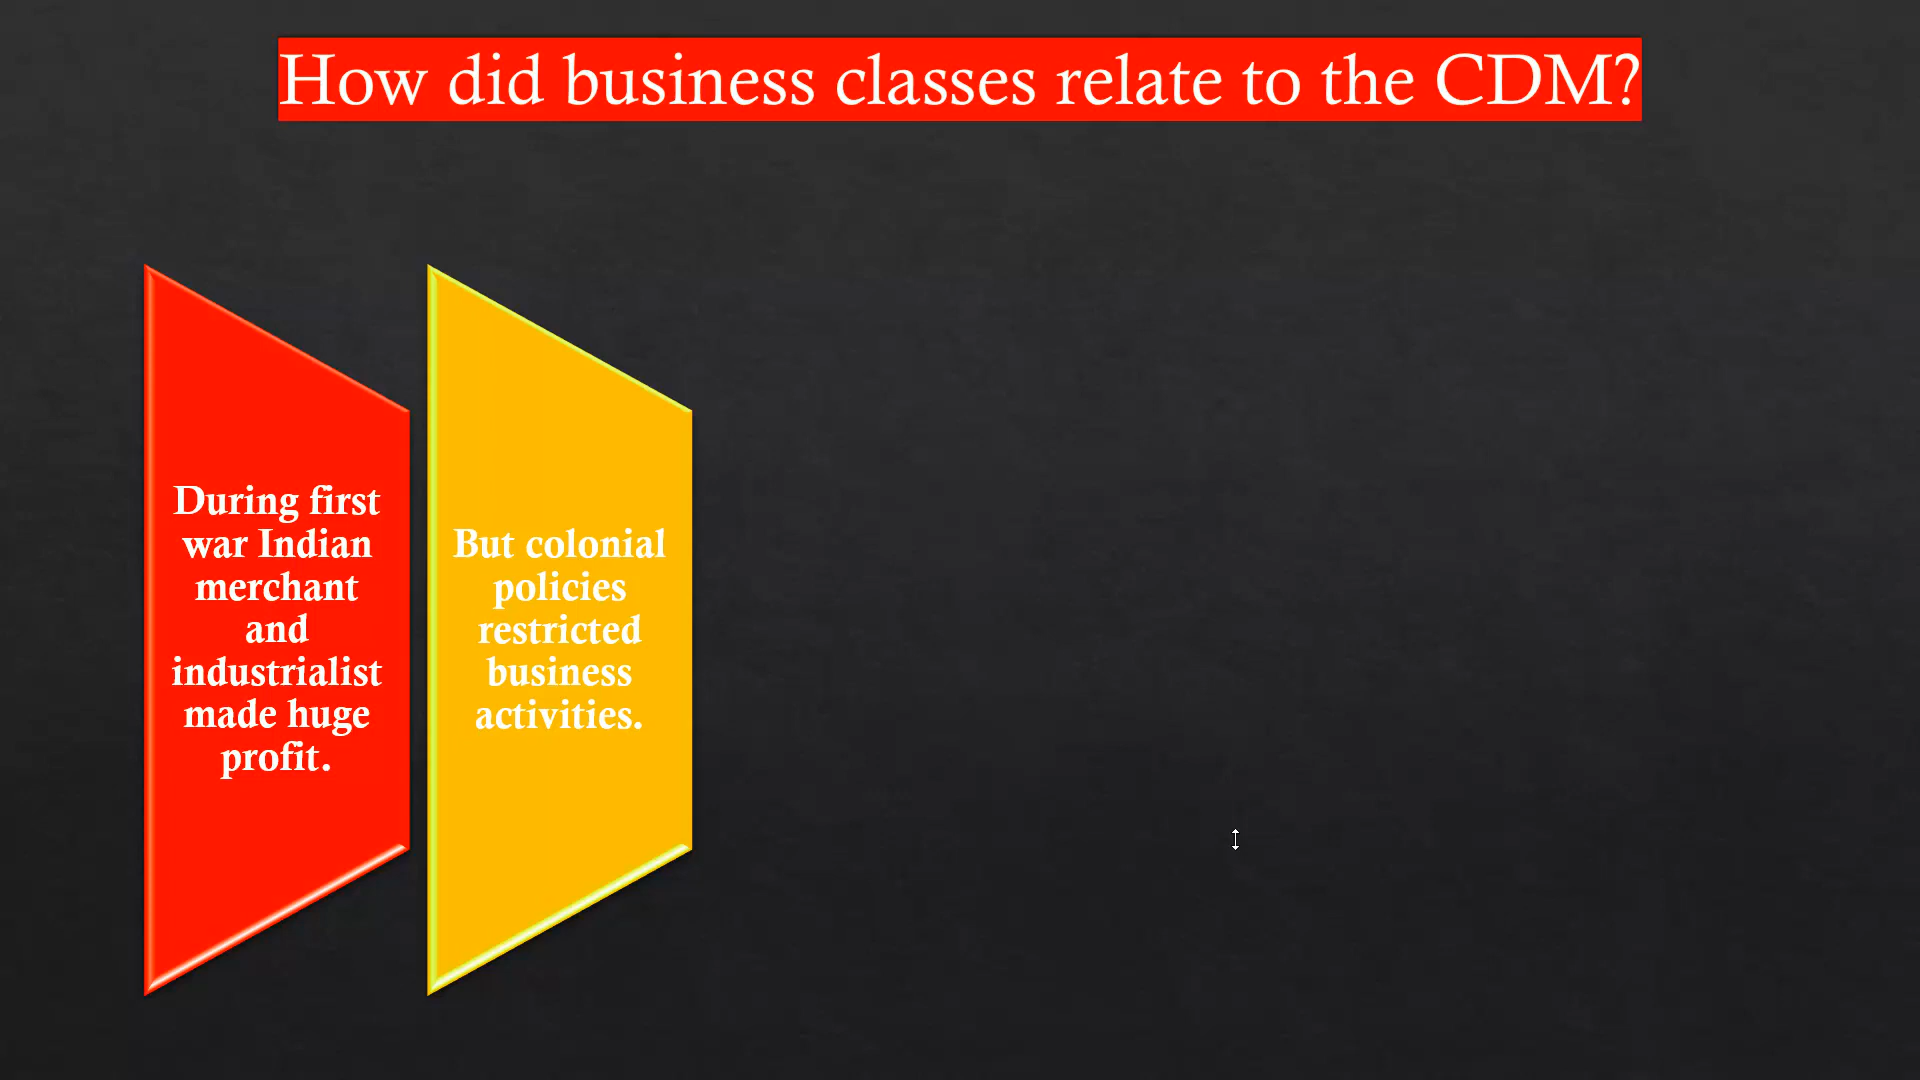 How did business classes relate to the CDM?
During first
war Indian
merchant
and
industrialist
made huge
profit.
But colonial
policies
restricted
business
activities.